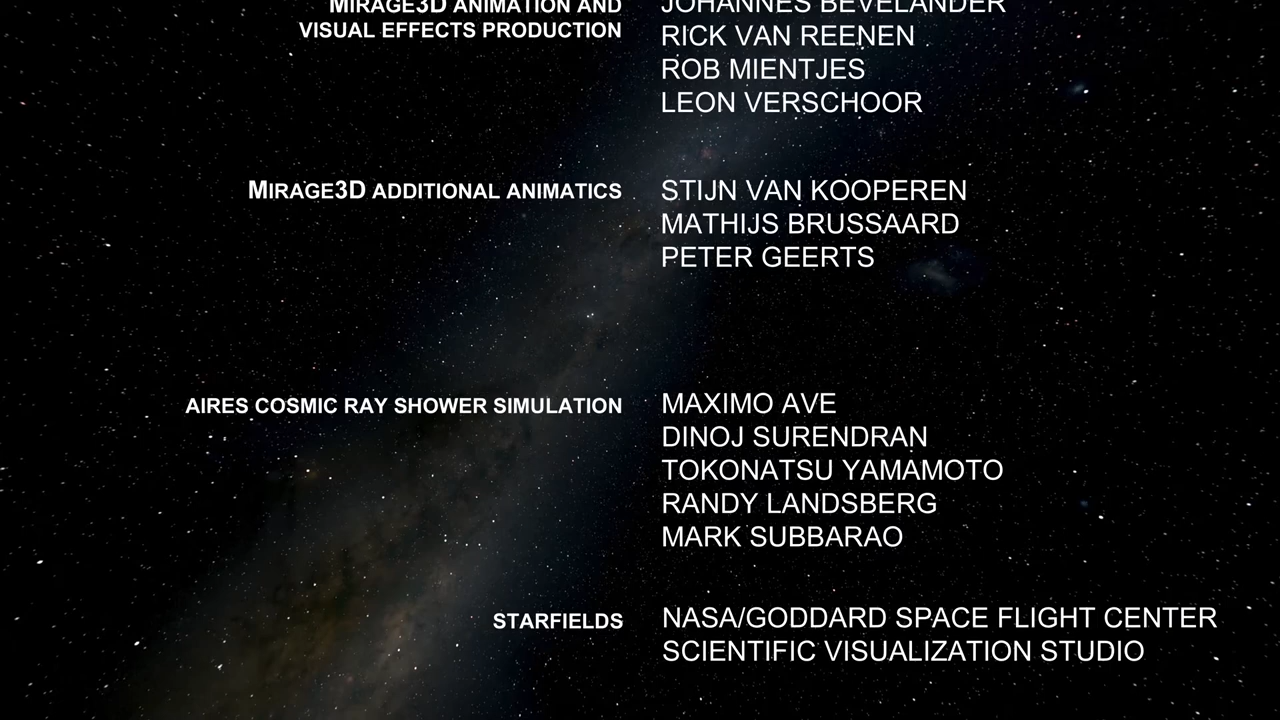 MIRAGE3D ANIMATION AND
VISUAL EFFECTS PRODUCTION
JOHANNES BEVELANDER
RICK VAN REENEN
ROB MIENTJES
LEON VERSCHOOR
MIRAGE3D ADDITIONAL ANIMATICS
STIJN VAN KOOPEREN
MATHIJS BRUSSAARD
PETER GEERTS
AIRES COSMIC RAY SHOWER SIMULATION
MAXIMO AVE
DINOJ SURENDRAN
TOKONATSU YAMAMOTO
RANDY LANDSBERG
MARK SUBBARAO
STARFIELDS
NASA/GODDARD SPACE FLIGHT CENTER
SCIENTIFIC VISUALIZATION STUDIO